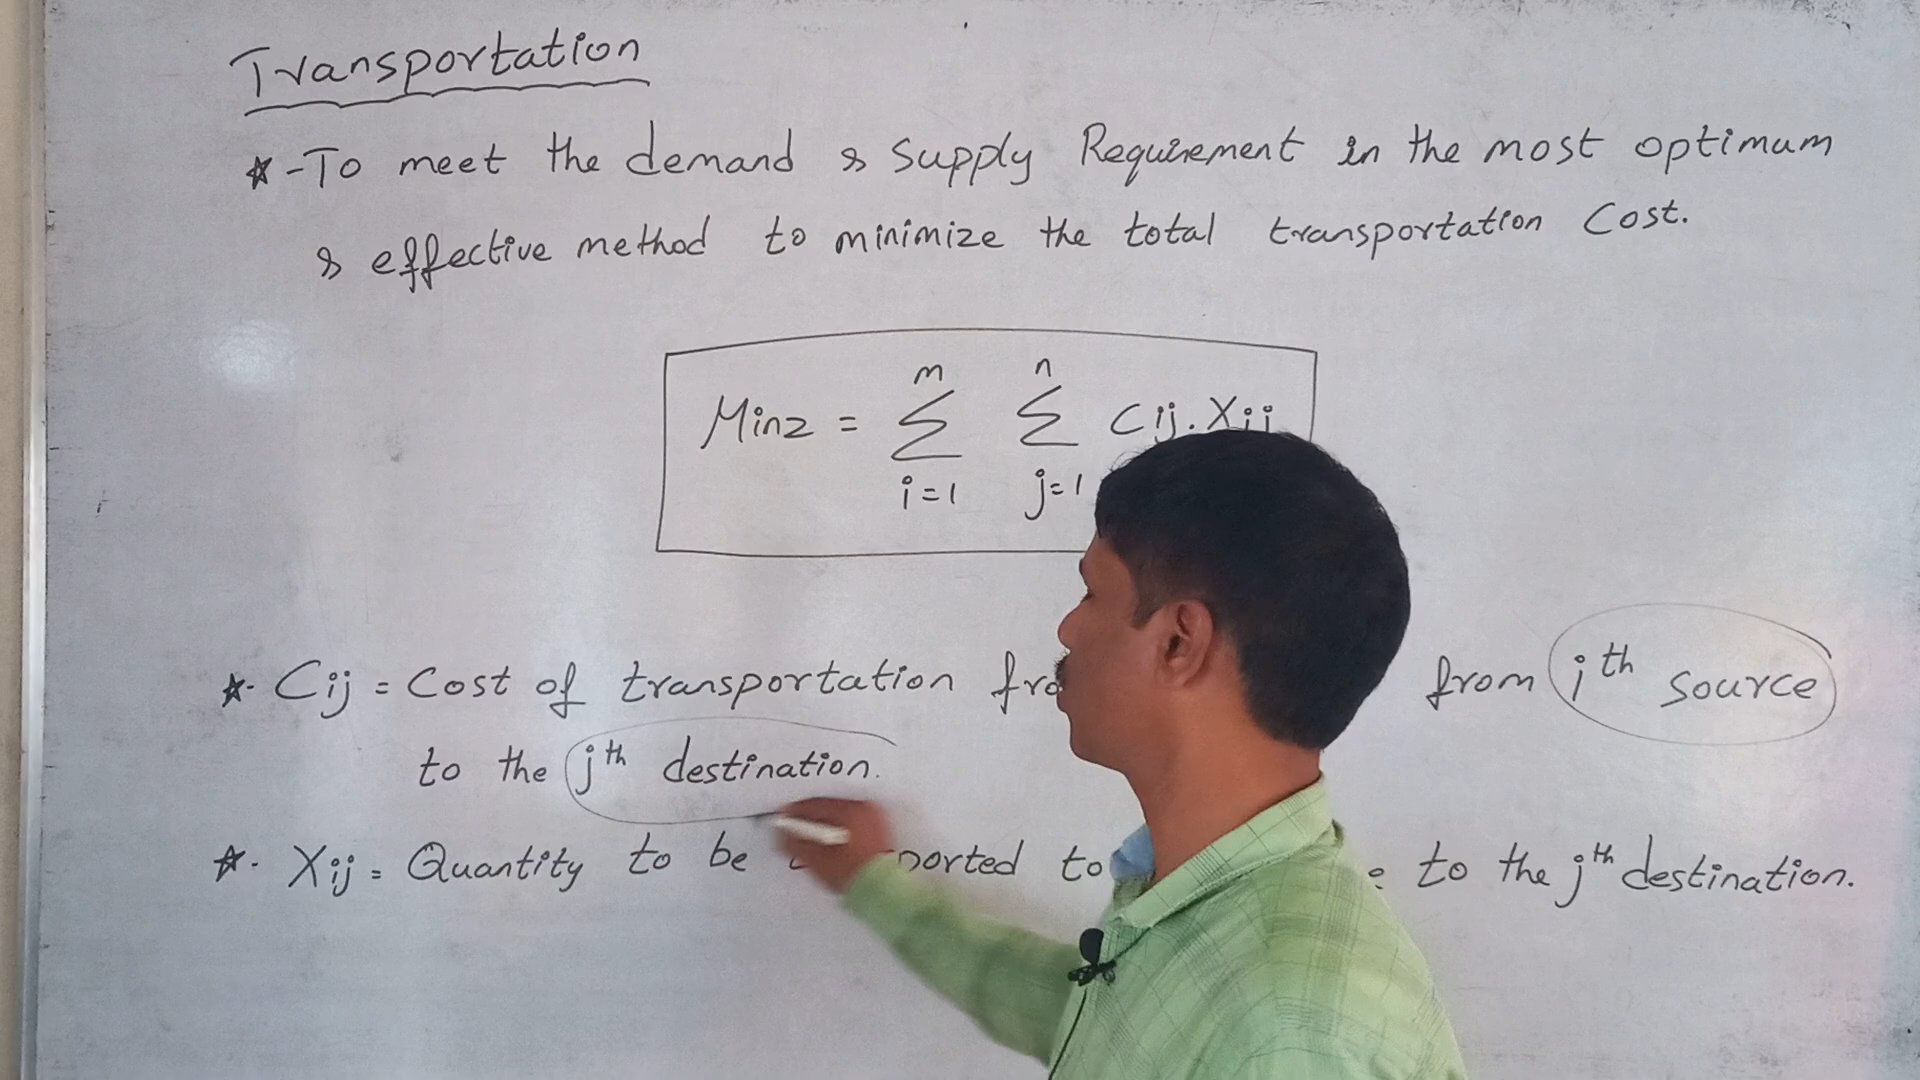 Transportation
* - To meet the demand & Supply Requirement in the most optimum
& effective method to minimize the total transportation Cost.
m n
Minz = Σ Σ Cij . Xij
i=1 j=1
*. Cij = Cost of transportation from ith source
to the jth destination.
*. Xij = Quantity to be to to the jth destination.